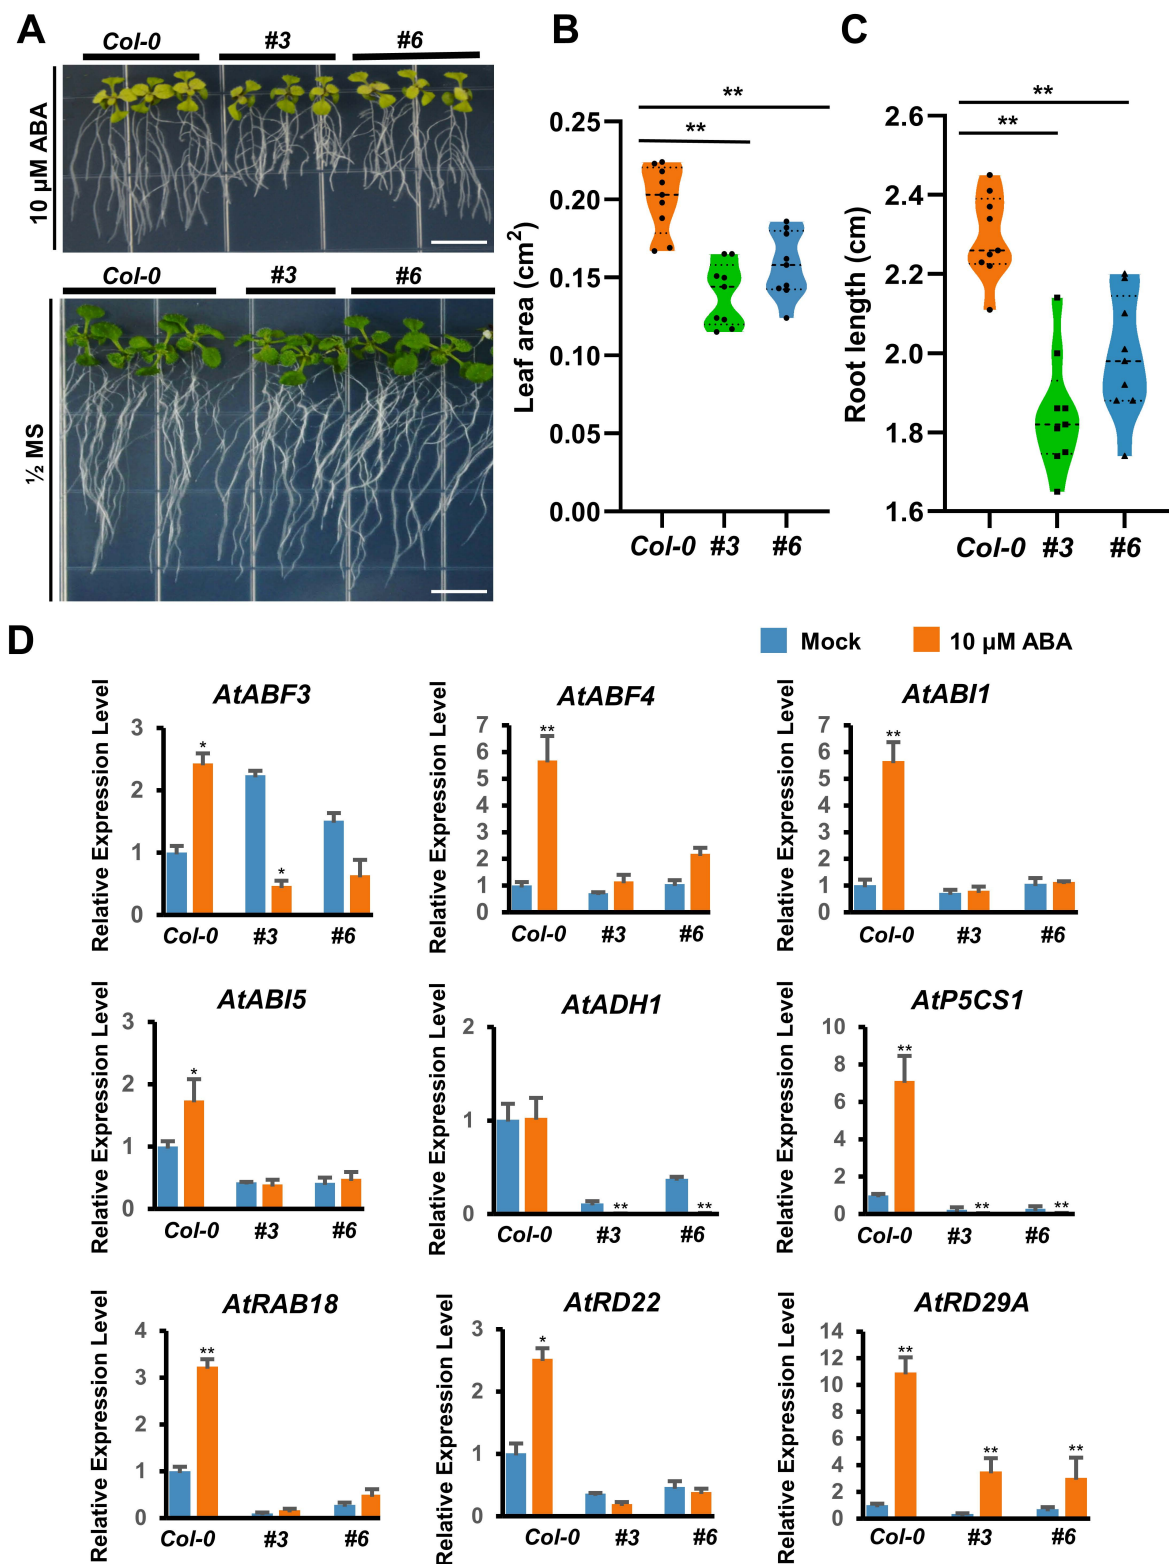 A
Col-0 #3 #6
10 µM ABA
Col-0 #3 #6
½ MS
B
**
**
Leaf area (cm2)
0.25
0.20
0.15
0.10
0.05
0.00
Col-0 #3 #6
C
**
**
Root length (cm)
2.6
2.4
2.2
2.0
1.8
1.6
Col-0 #3 #6
D
Mock 10 µM ABA
AtABF3
Relative Expression Level
3
2
1
0
*
*
Col-0 #3 #6
AtABF4
Relative Expression Level
7
6
5
4
3
2
1
0
**
Col-0 #3 #6
AtABI1
Relative Expression Level
7
6
5
4
3
2
1
0
**
Col-0 #3 #6
AtABI5
Relative Expression Level
3
2
1
0
*
Col-0 #3 #6
AtADH1
Relative Expression Level
2
1
0
** **
Col-0 #3 #6
AtP5CS1
Relative Expression Level
10
8
6
4
2
0
**
** **
Col-0 #3 #6
AtRAB18
Relative Expression Level
4
3
2
1
0
**
Col-0 #3 #6
AtRD22
Relative Expression Level
3
2
1
0
*
Col-0 #3 #6
AtRD29A
Relative Expression Level
14
12
10
8
6
4
2
0
**
** **
Col-0 #3 #6